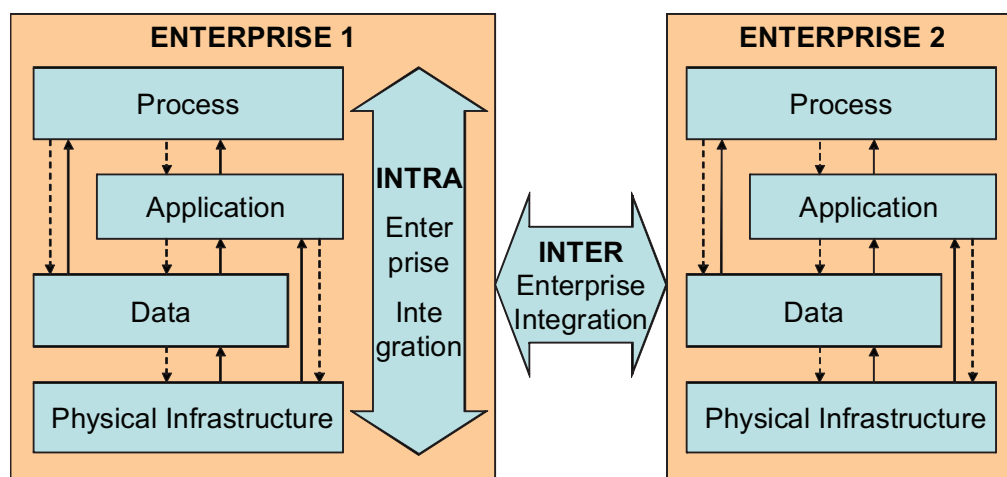 ENTERPRISE 1
Process
Application
Data
Physical Infrastructure
INTRA
Enter
prise
Inte
gration
INTER
Enterprise
Integration
ENTERPRISE 2
Process
Application
Data
Physical Infrastructure